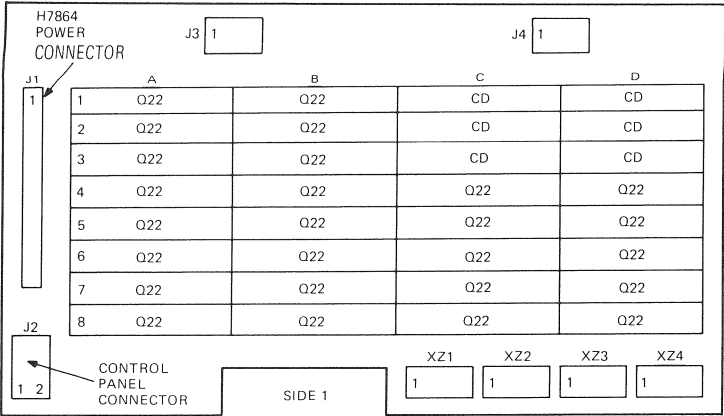 H7864
POWER
CONNECTOR
J3 1
J4 1
J1
1
A B C D
1 Q22 Q22 CD CD
2 Q22 Q22 CD CD
3 Q22 Q22 CD CD
4 Q22 Q22 Q22 Q22
5 Q22 Q22 Q22 Q22
6 Q22 Q22 Q22 Q22
7 Q22 Q22 Q22 Q22
8 Q22 Q22 Q22 Q22
J2
1 2
CONTROL
PANEL
CONNECTOR
SIDE 1
XZ1 XZ2 XZ3 XZ4
1 1 1 1